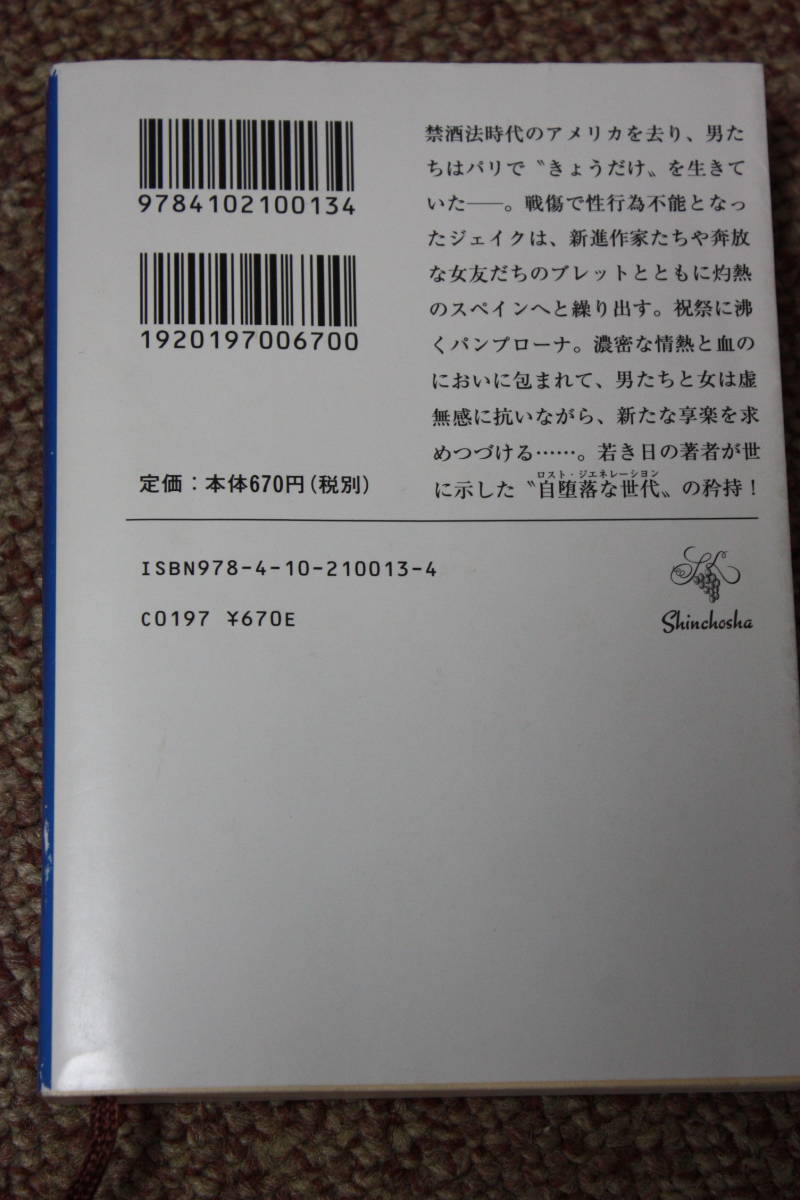 9784102100134
1920197006700
定価：本体670円（税別）
禁酒法時代のアメリカを去り、男た
ちはパリで〝きょうだけ〟を生きて
いた――。戦傷で性行為不能となっ
たジェイクは、新進作家たちや奔放
な女友だちのブレットとともに灼熱
のスペインへと繰り出す。祝祭に沸
くパンプローナ。濃密な情熱と血の
においに包まれて、男たちと女は虚
無感に抗いながら、新たな享楽を求
めつづける……。若き日の著者が世
ロスト・ジェネレーション
に示した〝自堕落な世代〟の矜持！
ISBN978-4-10-210013-4
C0197 ¥670E
Shinchosha